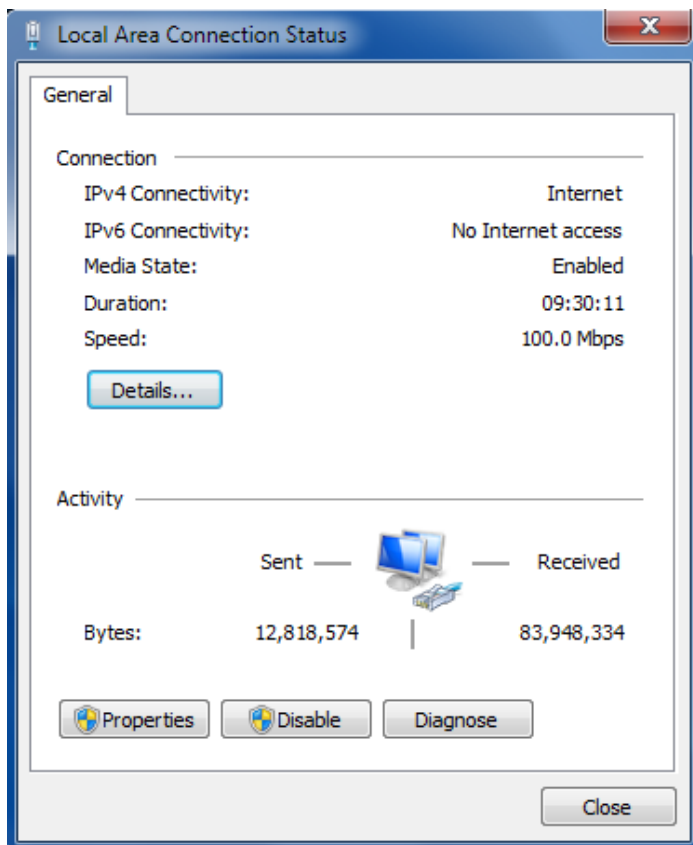 Local Area Connection Status
General
Connection
IPv4 Connectivity: Internet
IPv6 Connectivity: No Internet access
Media State: Enabled
Duration: 09:30:11
Speed: 100.0 Mbps
Details...
Activity
Sent Received
Bytes: 12,818,574 83,948,334
Properties Disable Diagnose
Close